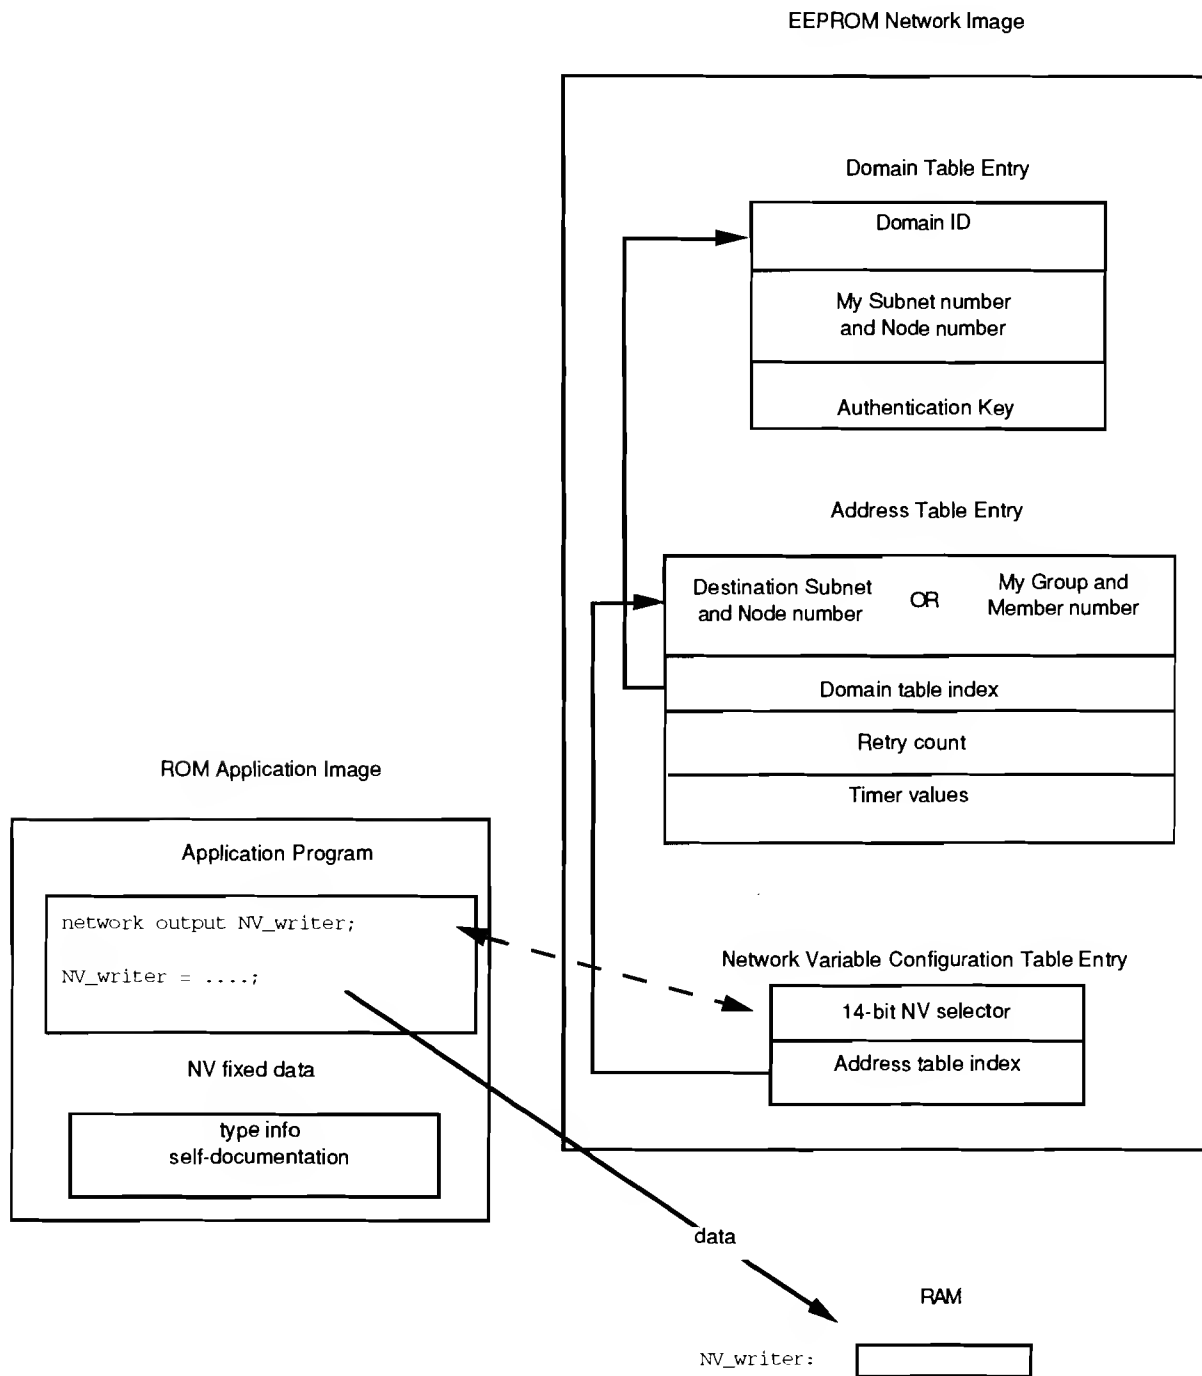 EEPROM Network Image
Domain Table Entry
Domain ID
My Subnet number
and Node number
Authentication Key
Address Table Entry
Destination Subnet
and Node number
OR
My Group and
Member number
Domain table index
Retry count
Timer values
ROM Application Image
Application Program
network output NV_writer;
NV_writer = ....;
NV fixed data
type info
self-documentation
Network Variable Configuration Table Entry
14-bit NV selector
Address table index
data
RAM
NV_writer: